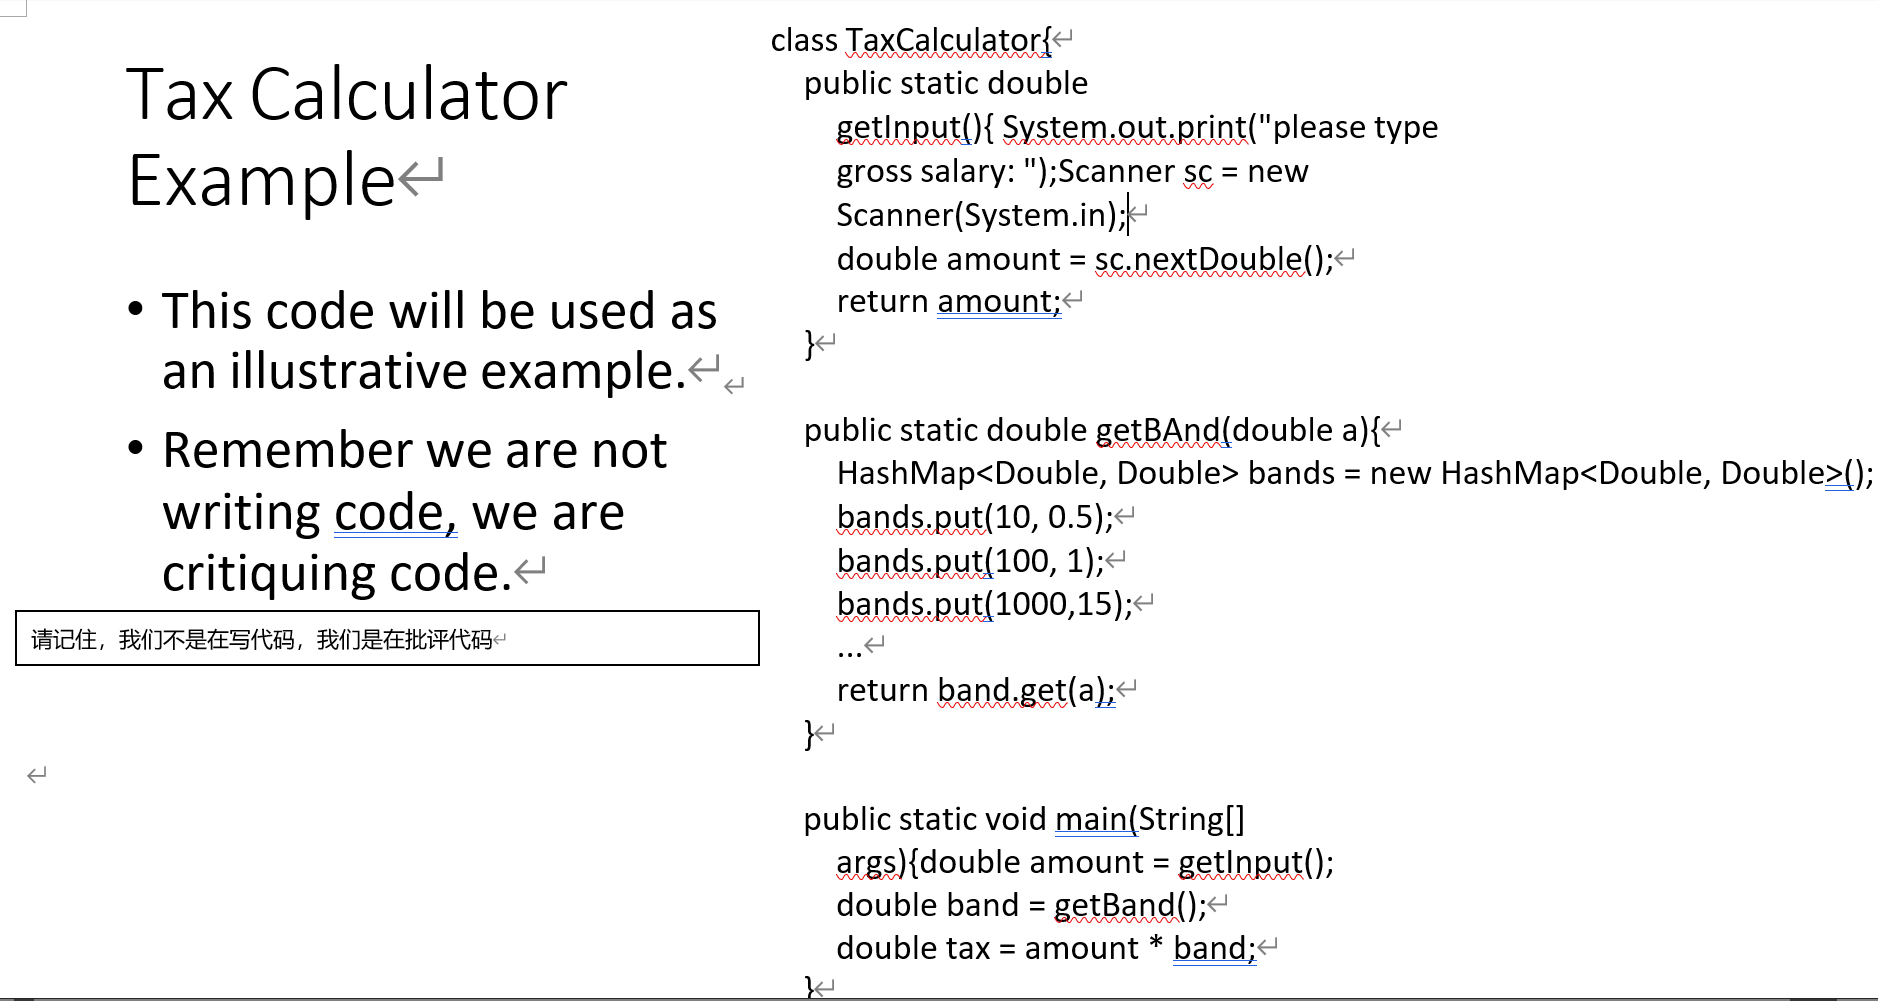 Tax Calculator
Example
• This code will be used as
an illustrative example.
• Remember we are not
writing code, we are
critiquing code.
请记住，我们不是在写代码，我们是在批评代码
class TaxCalculator{
public static double
getInput(){ System.out.print("please type
gross salary: ");Scanner sc = new
Scanner(System.in);
double amount = sc.nextDouble();
return amount;
}
public static double getBAnd(double a){
HashMap<Double, Double> bands = new HashMap<Double, Double>();
bands.put(10, 0.5);
bands.put(100, 1);
bands.put(1000,15);
...
return band.get(a);
}
public static void main(String[]
args){double amount = getInput();
double band = getBand();
double tax = amount * band;
}